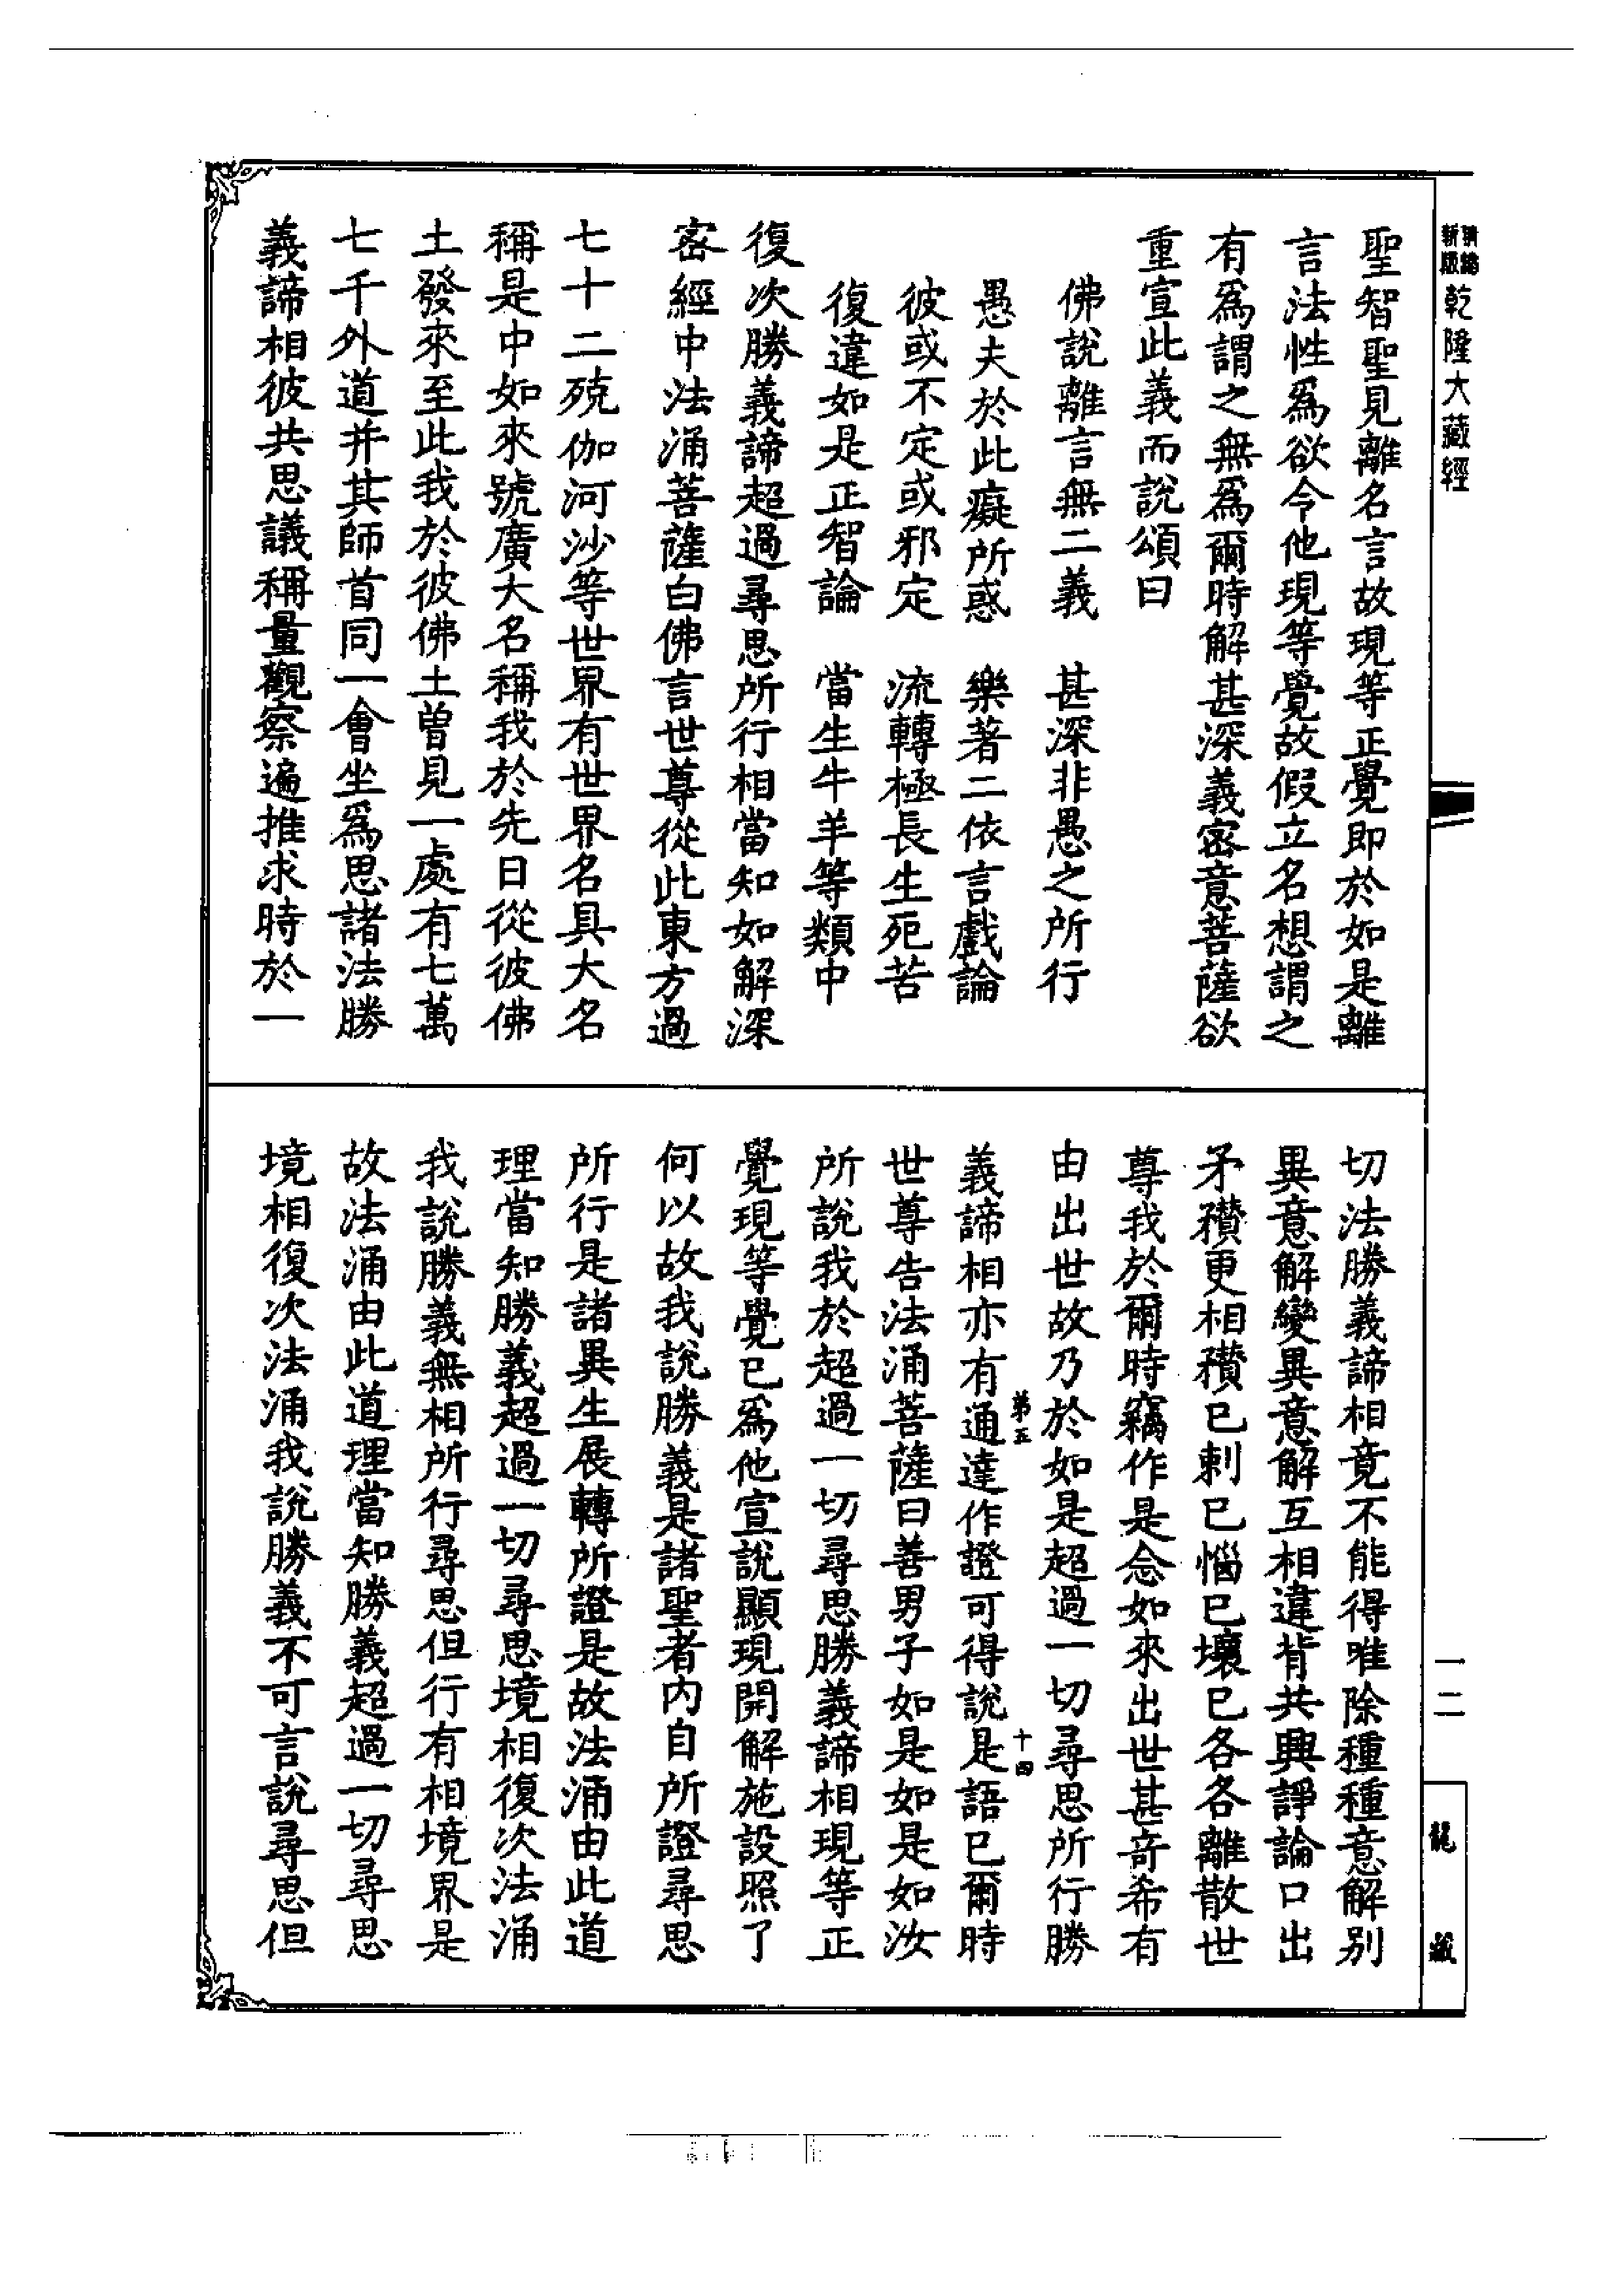 新版
精縮
乾隆大藏經
聖智聖見離名言故現等正覺即於如是離
言法性爲欲令他現等覺故假立名想謂之
有爲謂之無爲爾時解甚深義密意菩薩欲
重宣此義而說頌曰
佛說離言無二義　甚深非愚之所行
愚夫於此癡所惑　樂著二依言戲論
彼或不定或邪定　流轉極長生死苦
復違如是正智論　當生牛羊等類中
復次勝義諦超過尋思所行相當知如解深
密經中法涌菩薩白佛言世尊從此東方過
七十二殑伽河沙等世界有世界名具大名
稱是中如來號廣大名稱我於先日從彼佛
土發來至此我於彼佛土曾見一處有七萬
七千外道并其師首同一會坐爲思諸法勝
義諦相彼共思議稱量觀察遍推求時於一
切法勝義諦相竟不能得唯除種種意解別
異意解變異意解互相違背共興諍論口出
矛䂎更相䂎已剌已惱已壞已各各離散世
尊我於爾時竊作是念如來出世甚奇希有
由出世故乃於如是超過一切尋思所行勝
第五　十四
義諦相亦有通達作證可得說是語已爾時
世尊告法涌菩薩曰善男子如是如是如汝
所說我於超過一切尋思勝義諦相現等正
覺現等覺已爲他宣說顯現開解施設照了
何以故我說勝義是諸聖者內自所證尋思
所行是諸異生展轉所證是故法涌由此道
理當知勝義超過一切尋思境相復次法涌
我說勝義無相所行尋思但行有相境界是
故法涌由此道理當知勝義超過一切尋思
境相復次法涌我說勝義不可言說尋思但
一二
龍藏